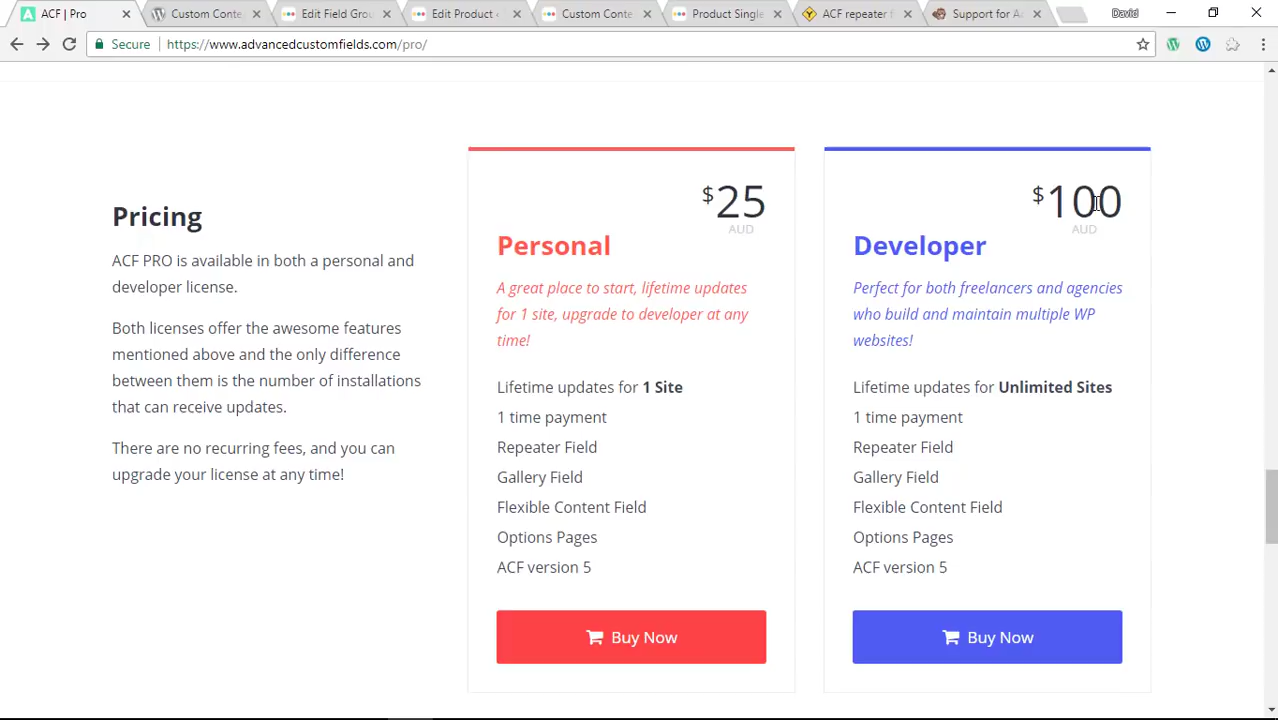 ACF | Pro
Custom Conte
Edit Field Grou
Edit Product
Custom Conte
Product Single
ACF repeater f
Support for Ad
David
Secure
https://www.advancedcustomfields.com/pro/
Pricing
ACF PRO is available in both a personal and
developer license.
Both licenses offer the awesome features
mentioned above and the only difference
between them is the number of installations
that can receive updates.
There are no recurring fees, and you can
upgrade your license at any time!
$25
AUD
Personal
A great place to start, lifetime updates
for 1 site, upgrade to developer at any
time!
Lifetime updates for 1 Site
1 time payment
Repeater Field
Gallery Field
Flexible Content Field
Options Pages
ACF version 5
Buy Now
$100
AUD
Developer
Perfect for both freelancers and agencies
who build and maintain multiple WP
websites!
Lifetime updates for Unlimited Sites
1 time payment
Repeater Field
Gallery Field
Flexible Content Field
Options Pages
ACF version 5
Buy Now